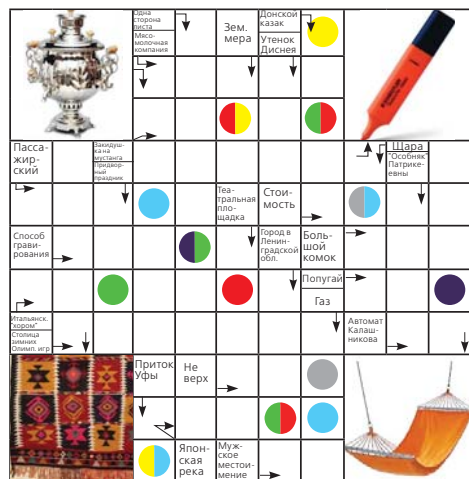 Одна
сторона
листа
Мясо-
молочная
компания
Зем.
мера
Донской
казак
Утенок
Диснея
Пасса-
жир-
ский
Закидуш-
ка на
мустанга
Придвор-
ный
праздник
Щара
"Особняк"
Патрике-
евны
Теа-
тральная
пло-
щадка
Стои-
мость
Способ
грави-
рования
Город в
Ленин-
градской
обл.
Боль-
шой
комок
Попугай
Газ
Итальянск.
"хором"
Столица
зимних
Олимп. игр
Автомат
Калаш-
никова
Приток
Уфы
Не
верх
Япон-
ская
река
Муж-
ское
местои-
мение